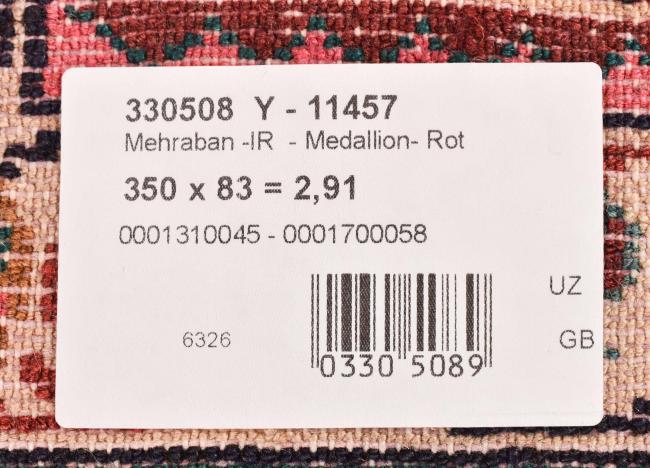 330508 Y - 11457
Mehraban -IR - Medallion- Rot
350 x 83 = 2,91
0001310045 - 0001700058
UZ
6326
GB
0330 5089